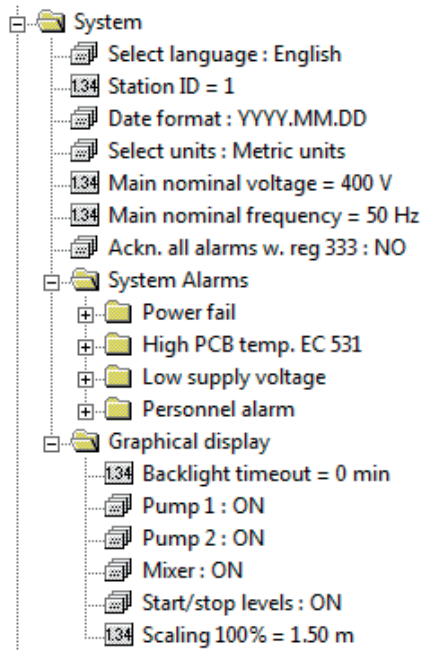 System
Select language : English
1.34 Station ID = 1
Date format : YYYY.MM.DD
Select units : Metric units
1.34 Main nominal voltage = 400 V
1.34 Main nominal frequency = 50 Hz
Ackn. all alarms w. reg 333 : NO
System Alarms
Power fail
High PCB temp. EC 531
Low supply voltage
Personnel alarm
Graphical display
1.34 Backlight timeout = 0 min
Pump 1 : ON
Pump 2 : ON
Mixer : ON
Start/stop levels : ON
1.34 Scaling 100% = 1.50 m